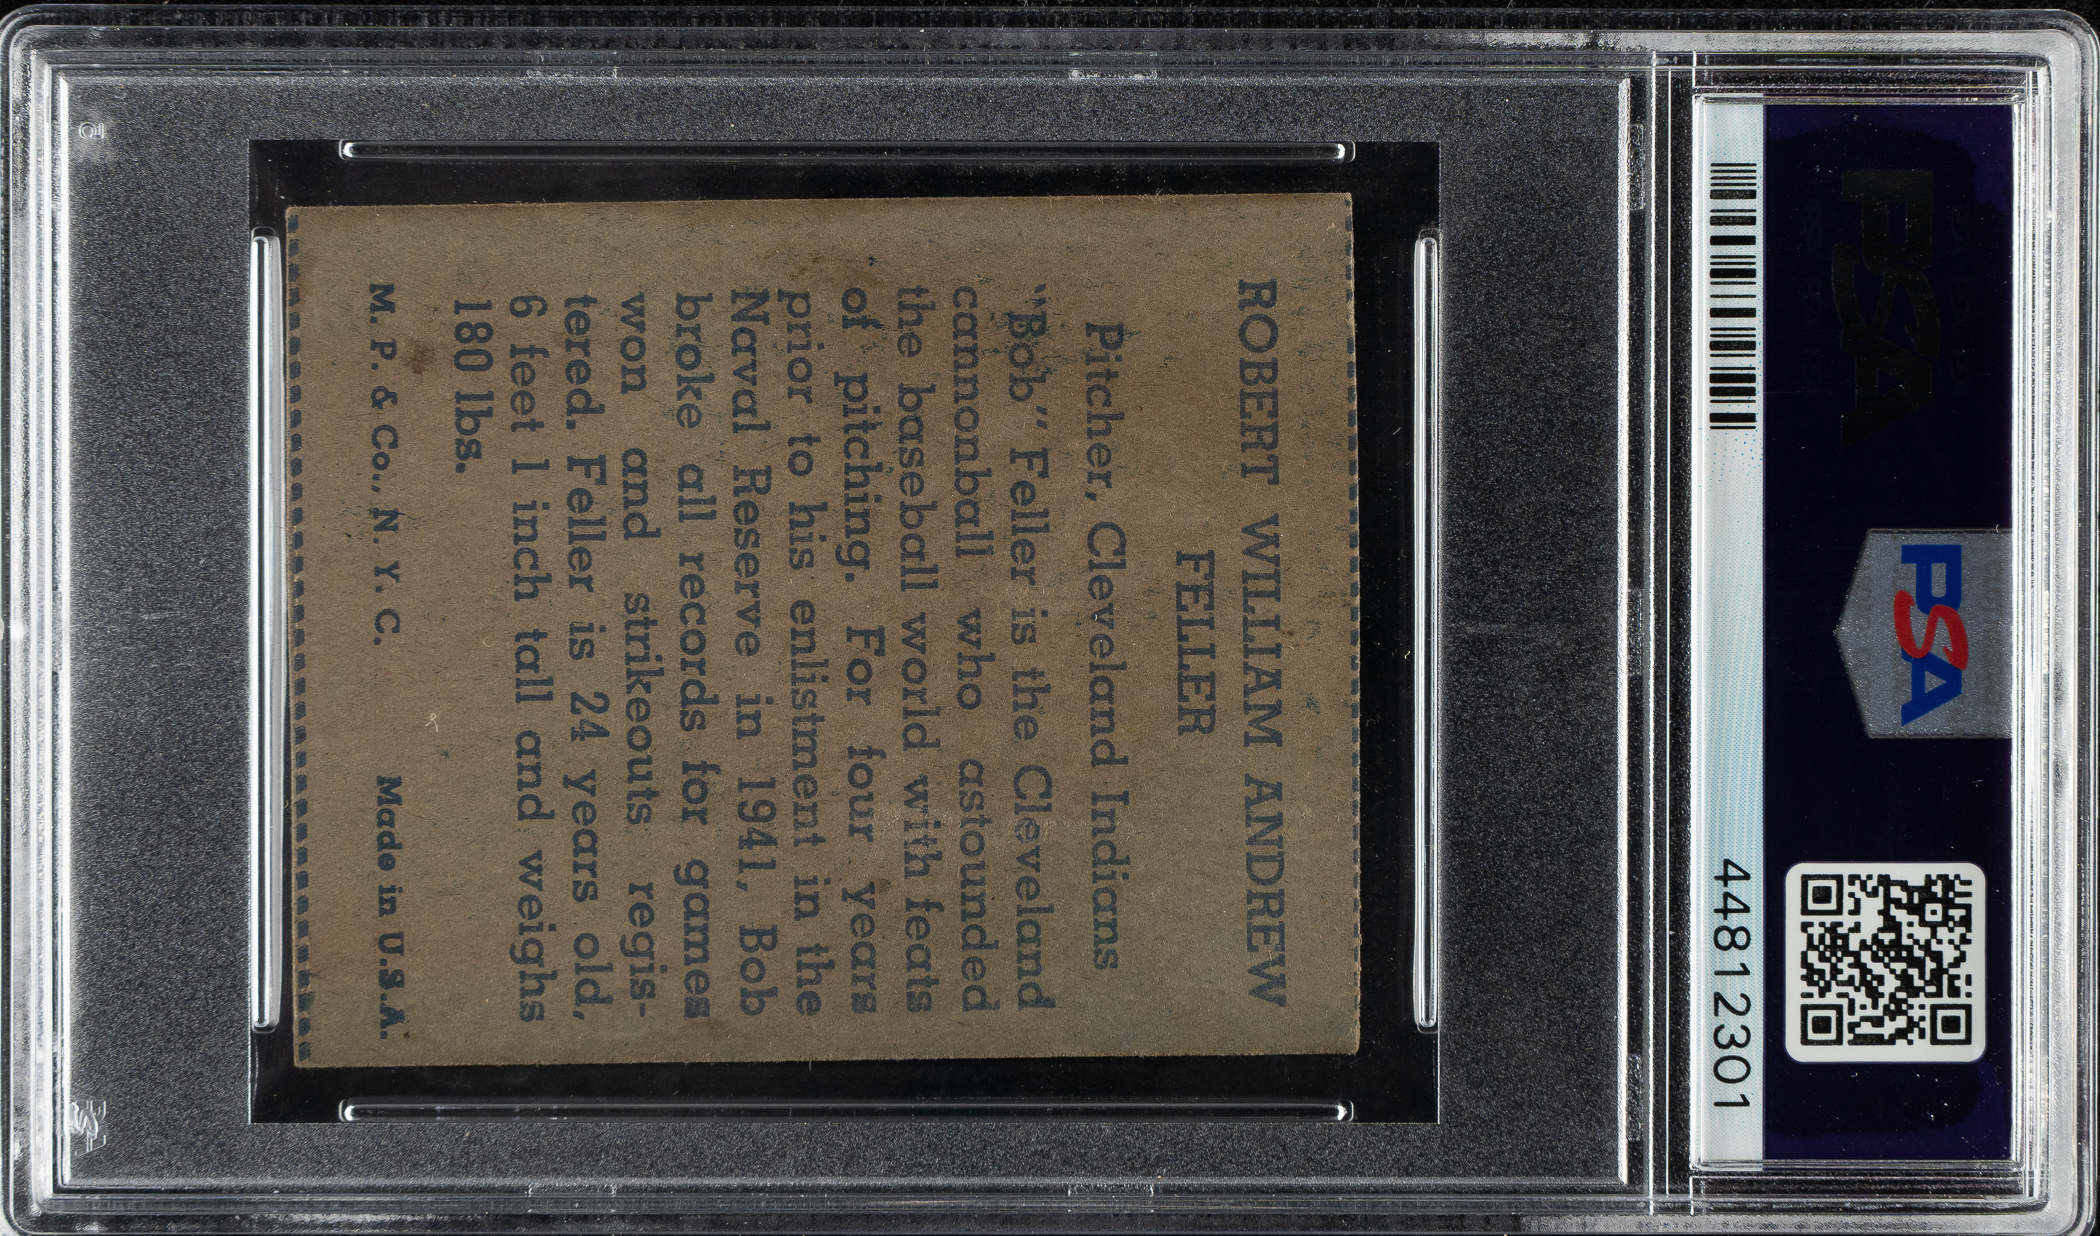 PSA
PSA
44812301
ROBERT WILLIAM ANDREW
FELLER
Pitcher, Cleveland Indians
"Bob" Feller is the Cleveland
cannonball who astounded
the baseball world with feats
of pitching. For four years
prior to his enlistment in the
Naval Reserve in 1941, Bob
broke all records for games
won and strikeouts regis-
tered. Feller is 24 years old,
6 feet 1 inch tall and weighs
180 lbs.
M. P. & Co., N. Y. C. Made in U.S.A.